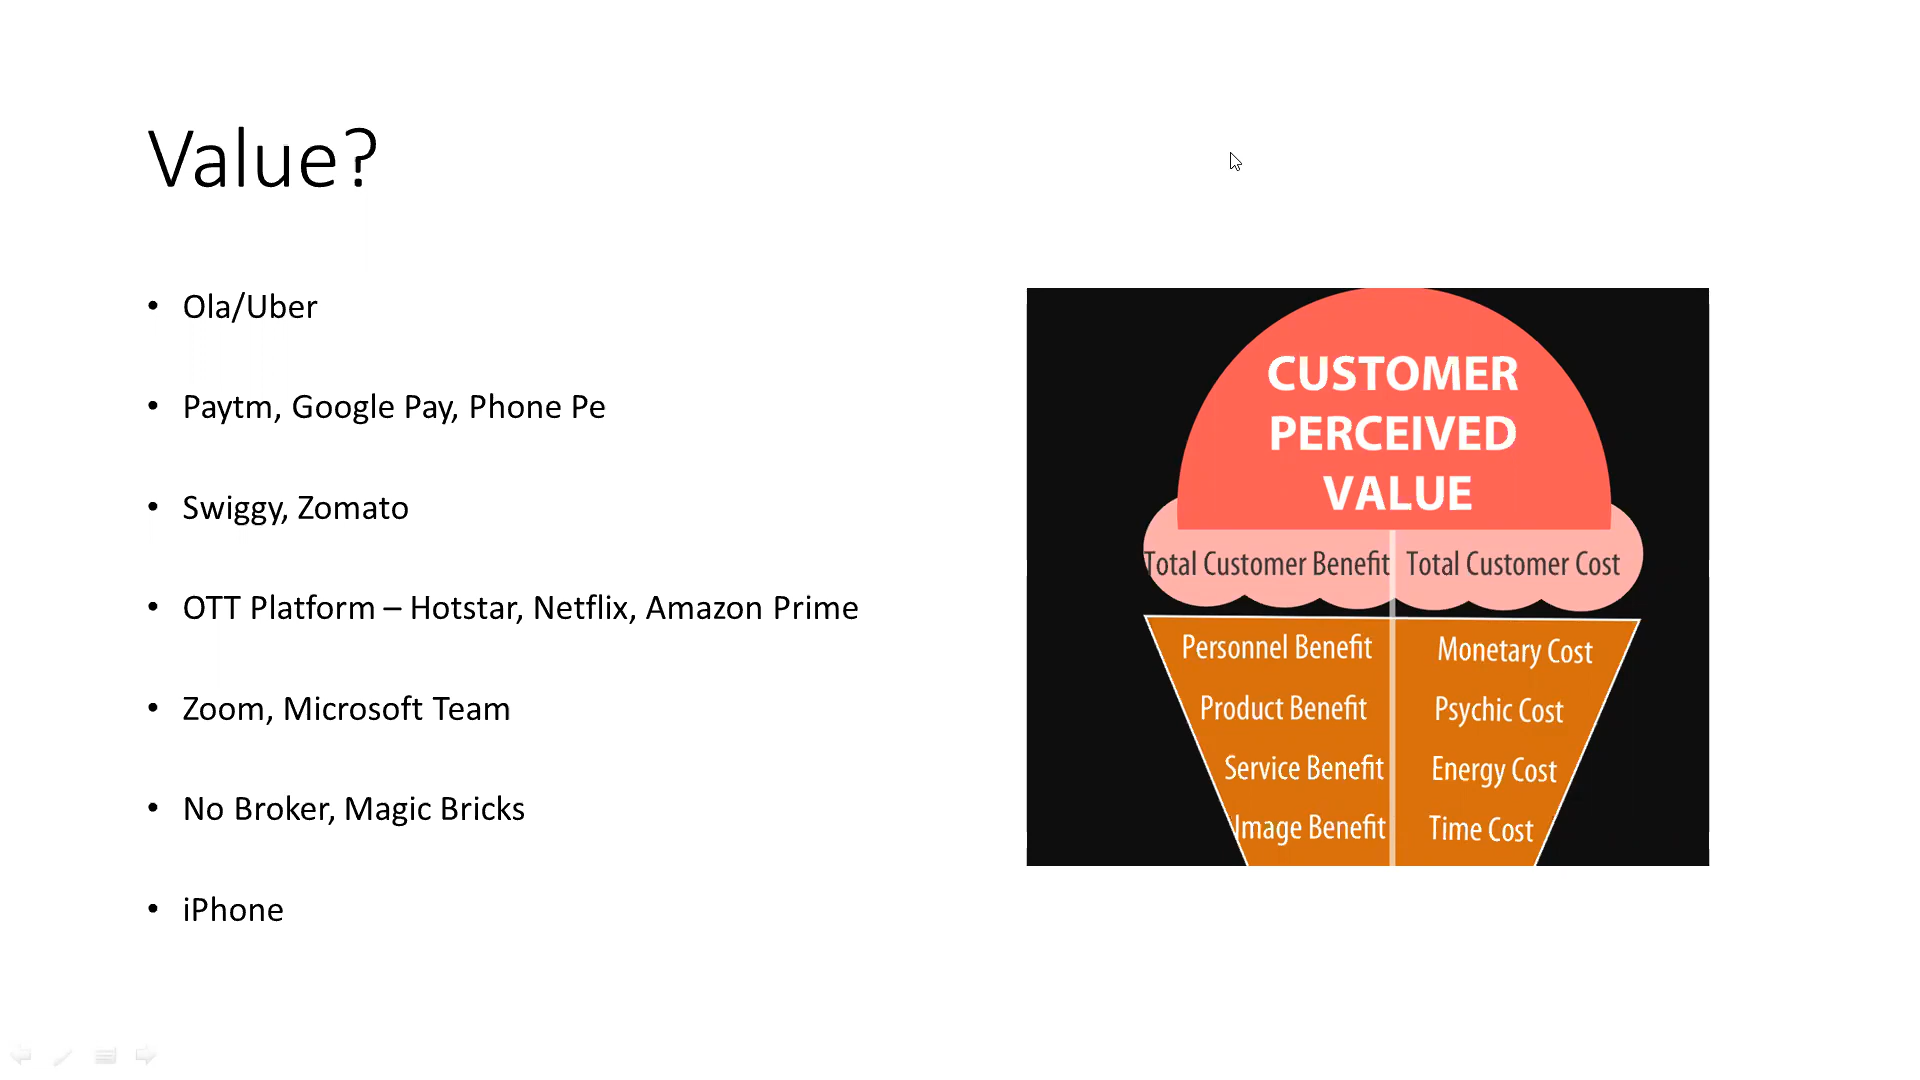 Value?
• Ola/Uber
• Paytm, Google Pay, Phone Pe
• Swiggy, Zomato
• OTT Platform – Hotstar, Netflix, Amazon Prime
• Zoom, Microsoft Team
• No Broker, Magic Bricks
• iPhone
CUSTOMER
PERCEIVED
VALUE
Total Customer Benefit Total Customer Cost
Personnel Benefit Monetary Cost
Product Benefit Psychic Cost
Service Benefit Energy Cost
Image Benefit Time Cost